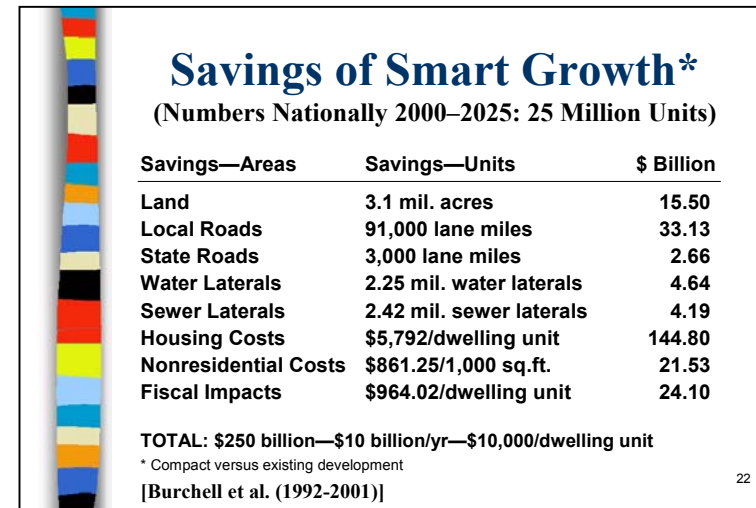 Savings of Smart Growth*
(Numbers Nationally 2000–2025: 25 Million Units)
Savings—Areas Savings—Units $ Billion
Land 3.1 mil. acres 15.50
Local Roads 91,000 lane miles 33.13
State Roads 3,000 lane miles 2.66
Water Laterals 2.25 mil. water laterals 4.64
Sewer Laterals 2.42 mil. sewer laterals 4.19
Housing Costs $5,792/dwelling unit 144.80
Nonresidential Costs $861.25/1,000 sq.ft. 21.53
Fiscal Impacts $964.02/dwelling unit 24.10
TOTAL: $250 billion—$10 billion/yr—$10,000/dwelling unit
* Compact versus existing development
[Burchell et al. (1992-2001)]
22